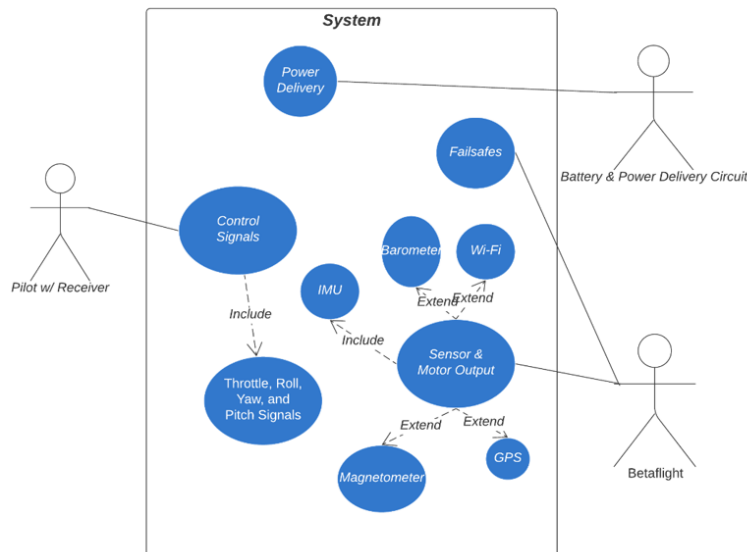 System
Power
Delivery
Failsafes
Battery & Power Delivery Circuit
Control
Signals
Pilot w/ Receiver
Barometer
Wi-Fi
IMU
Extend
Extend
Include
Include
Sensor &
Motor Output
Throttle, Roll,
Yaw, and
Pitch Signals
Extend
Extend
Magnetometer
GPS
Betaflight